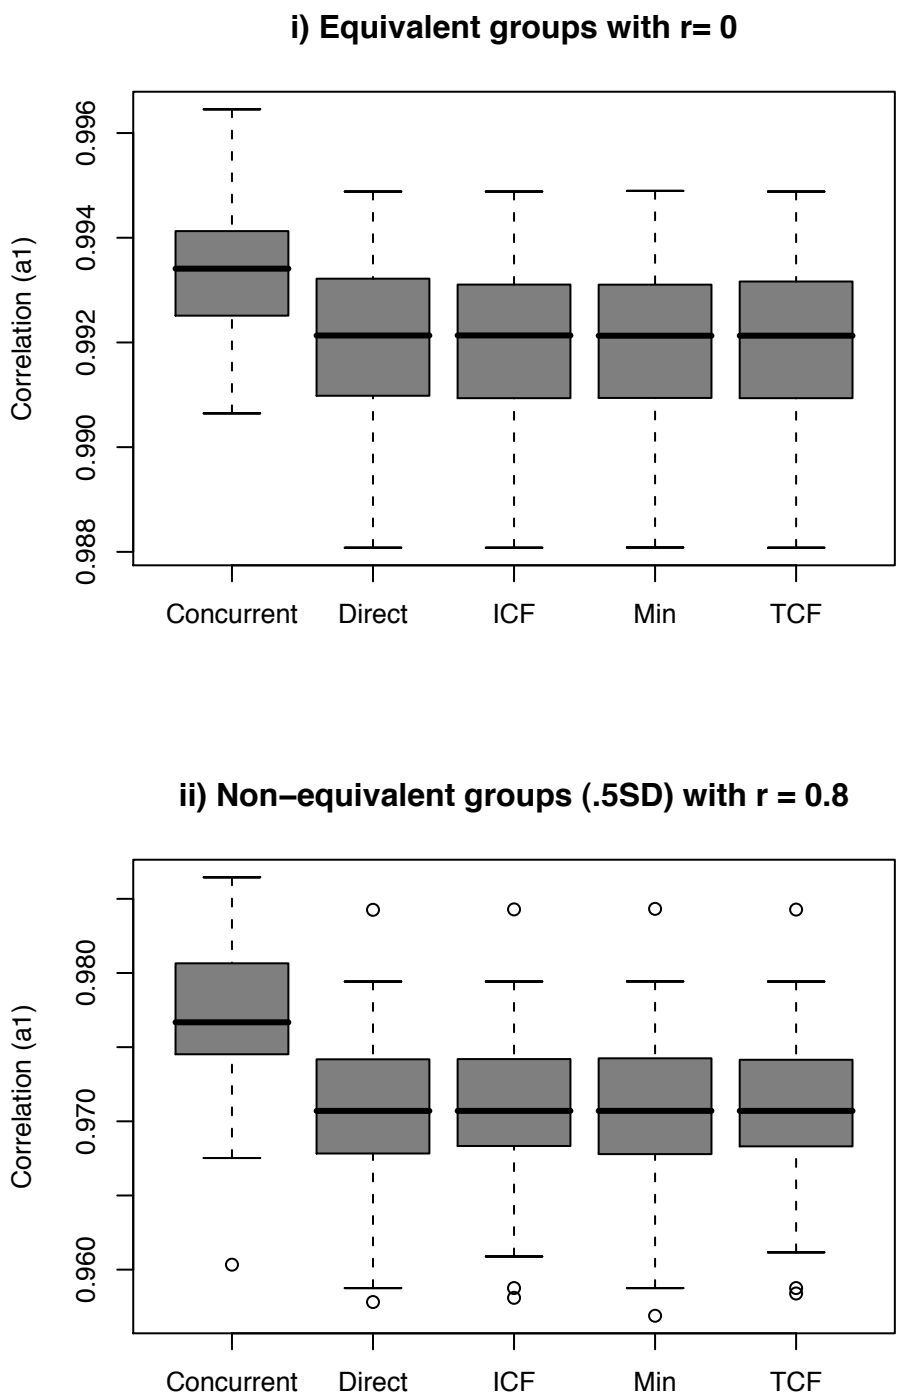 i) Equivalent groups with r= 0
Correlation (a1)
0.996
0.994
0.992
0.990
0.988
Concurrent Direct ICF Min TCF
ii) Non−equivalent groups (.5SD) with r = 0.8
Correlation (a1)
0.980
0.970
0.960
Concurrent Direct ICF Min TCF